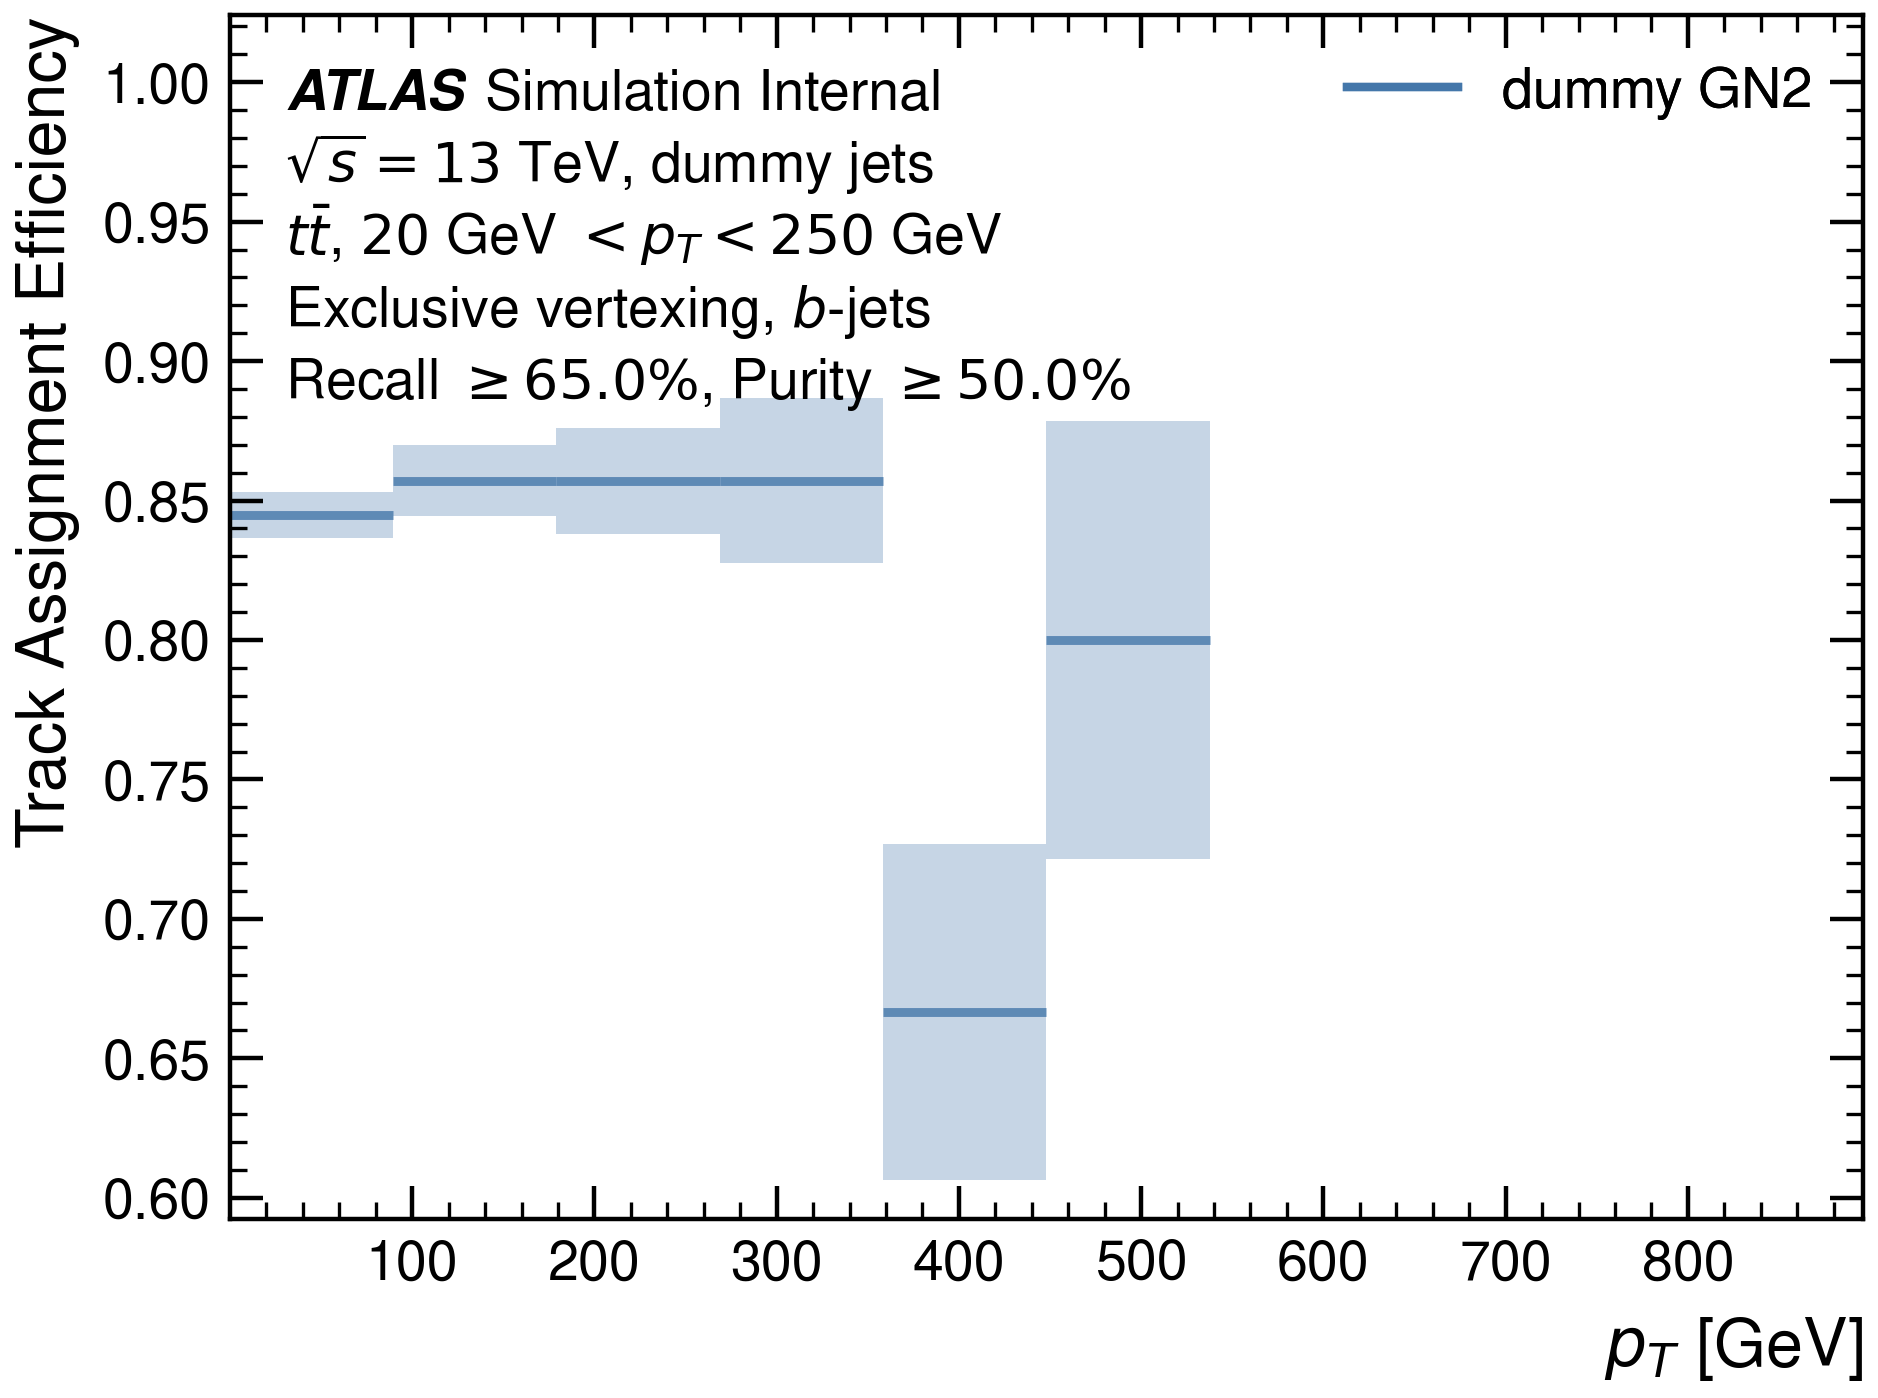 Track Assignment Efficiency
1.00
0.95
0.90
0.85
0.80
0.75
0.70
0.65
0.60
ATLAS Simulation Internal
√s = 13 TeV, dummy jets
tt̄, 20 GeV < p_T < 250 GeV
Exclusive vertexing, b-jets
Recall ≥ 65.0%, Purity ≥ 50.0%
dummy GN2
100 200 300 400 500 600 700 800
p_T [GeV]